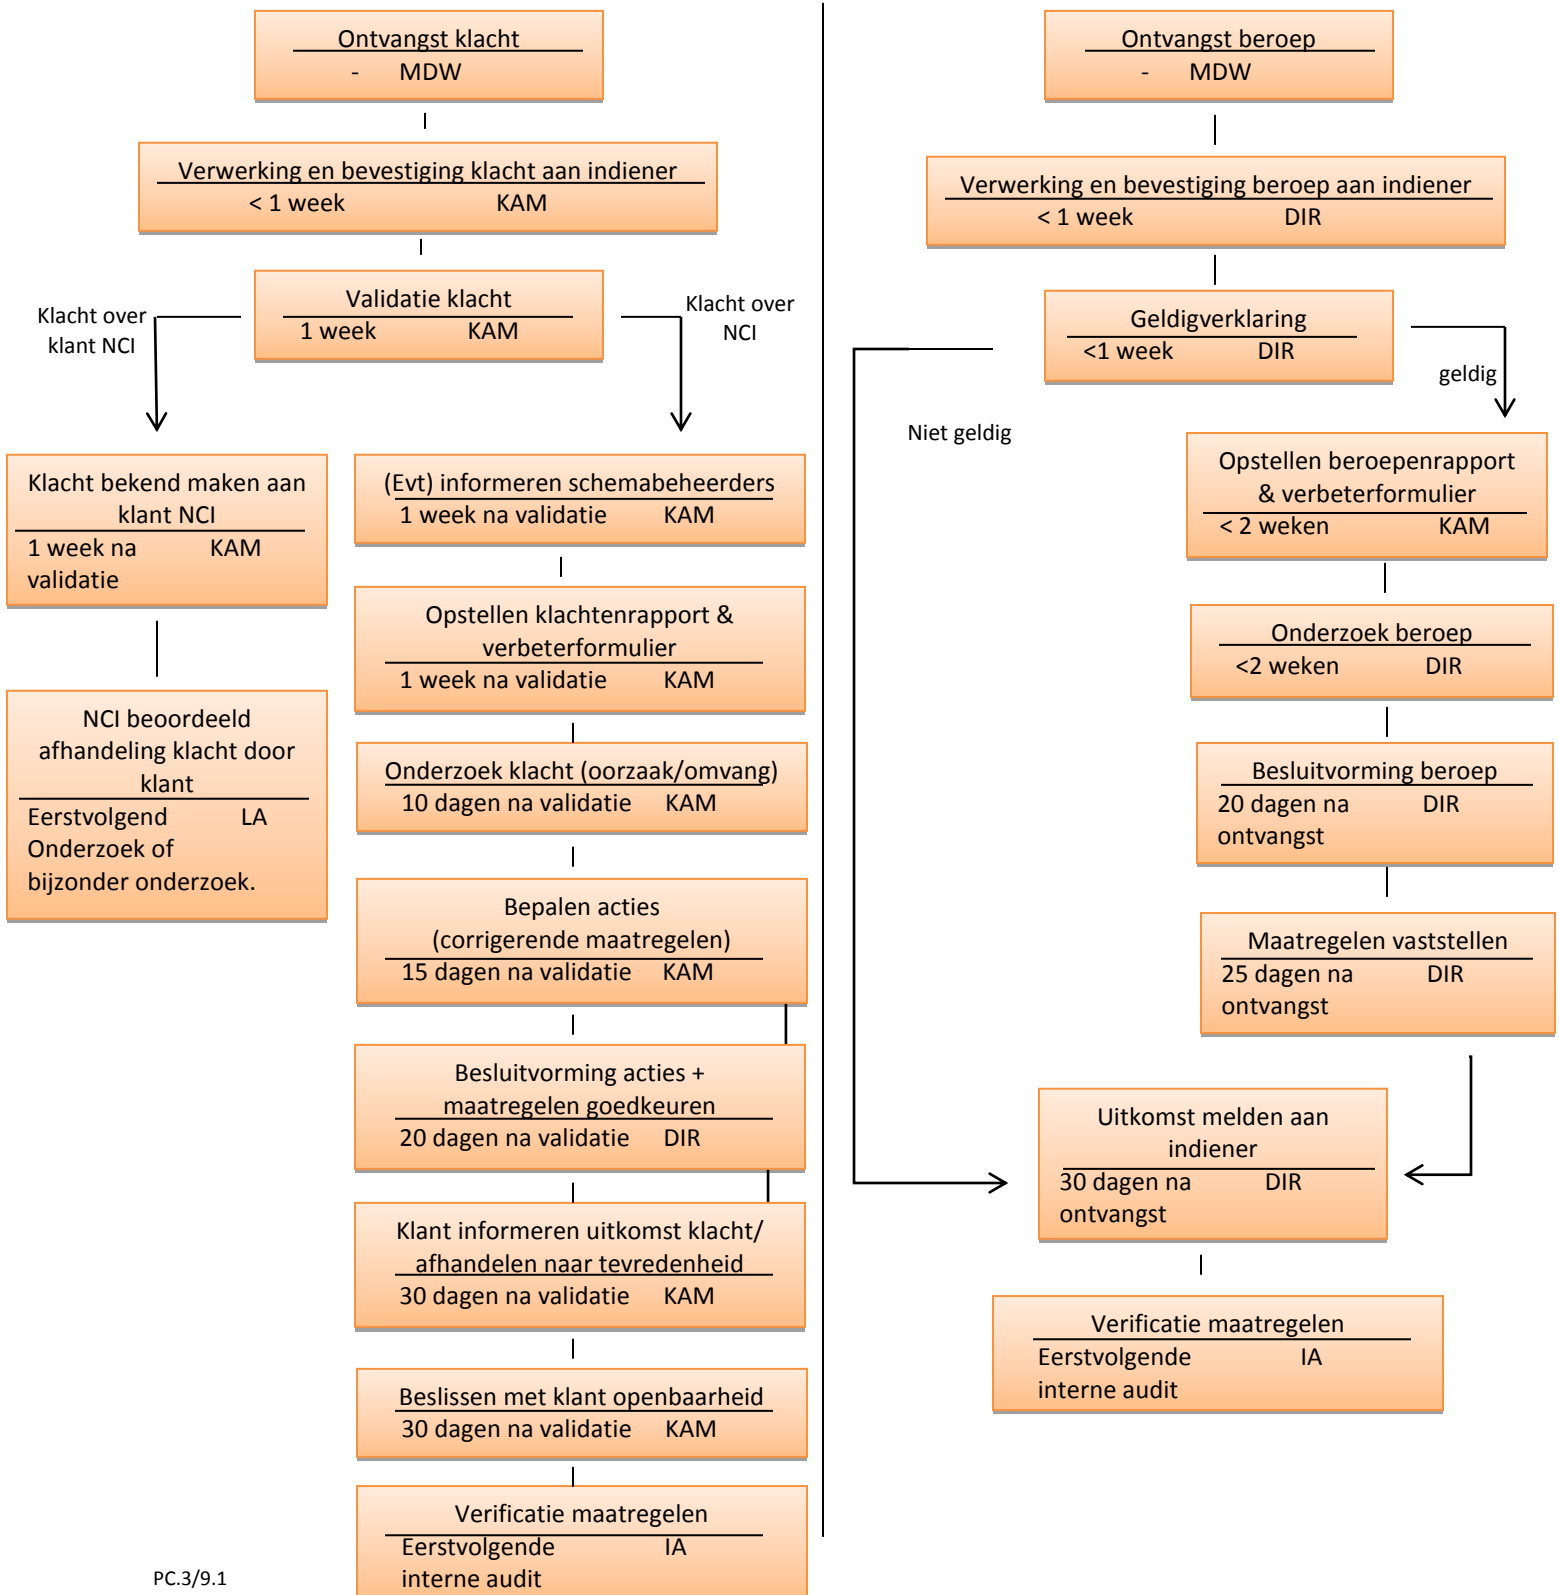 Ontvangst klacht
- MDW
Verwerking en bevestiging klacht aan indiener
< 1 week KAM
Validatie klacht
1 week KAM
Klacht over
klant NCI
Klacht over
NCI
Klacht bekend maken aan
klant NCI
1 week na KAM
validatie
NCI beoordeeld
afhandeling klacht door
klant
Eerstvolgend LA
Onderzoek of
bijzonder onderzoek.
(Evt) informeren schemabeheerders
1 week na validatie KAM
Opstellen klachtenrapport &
verbeterformulier
1 week na validatie KAM
Onderzoek klacht (oorzaak/omvang)
10 dagen na validatie KAM
Bepalen acties
(corrigerende maatregelen)
15 dagen na validatie KAM
Besluitvorming acties +
maatregelen goedkeuren
20 dagen na validatie DIR
Klant informeren uitkomst klacht/
afhandelen naar tevredenheid
30 dagen na validatie KAM
Beslissen met klant openbaarheid
30 dagen na validatie KAM
Verificatie maatregelen
Eerstvolgende IA
interne audit
PC.3/9.1
Ontvangst beroep
- MDW
Verwerking en bevestiging beroep aan indiener
< 1 week DIR
Geldigverklaring
<1 week DIR
geldig
Niet geldig
Opstellen beroepenrapport
& verbeterformulier
< 2 weken KAM
Onderzoek beroep
<2 weken DIR
Besluitvorming beroep
20 dagen na DIR
ontvangst
Maatregelen vaststellen
25 dagen na DIR
ontvangst
Uitkomst melden aan
indiener
30 dagen na DIR
ontvangst
Verificatie maatregelen
Eerstvolgende IA
interne audit